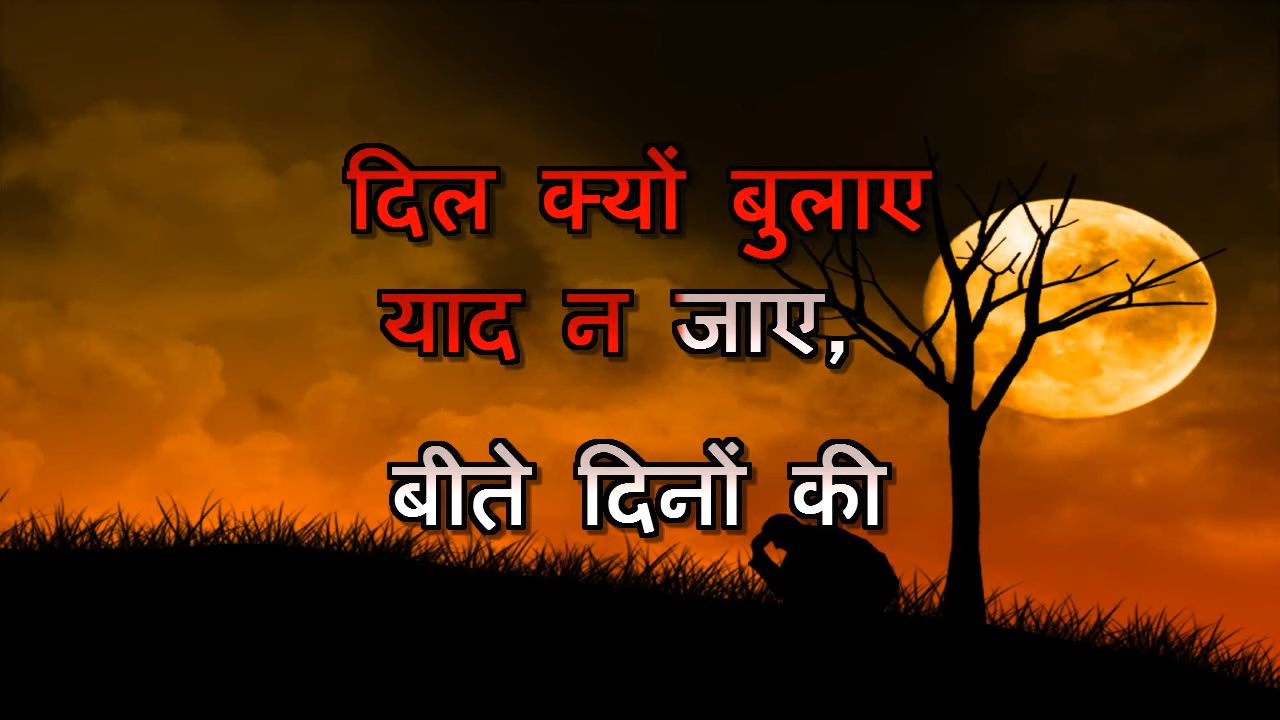 दिल क्यों बुलाए
याद न जाए,
बीते दिनों की